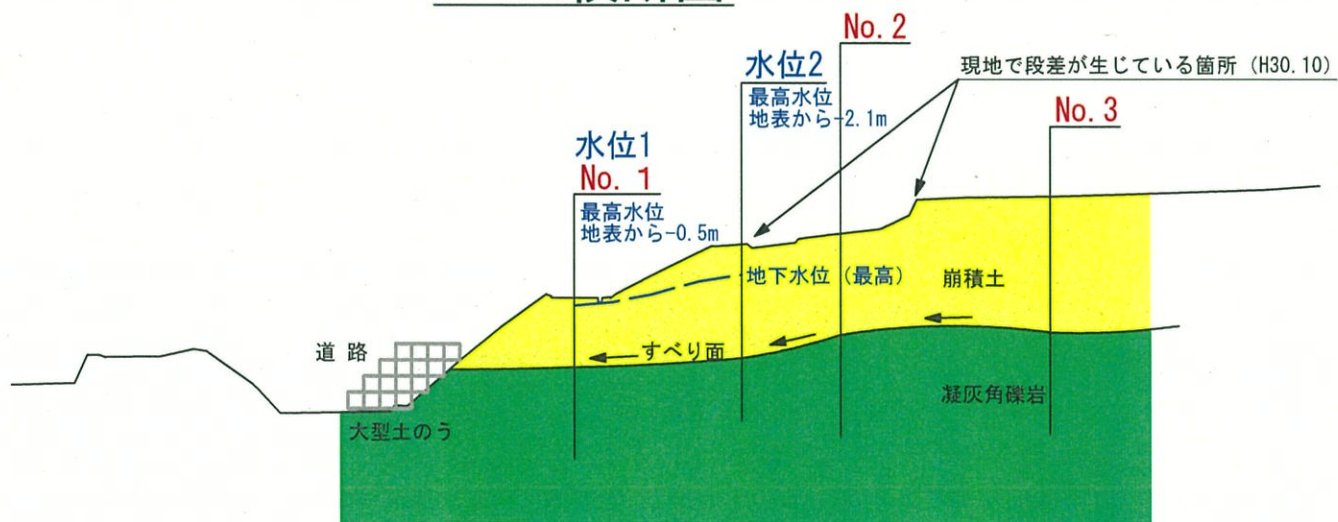 横断図
No. 2
水位2
現地で段差が生じている箇所 (H30.10)
最高水位
地表から-2.1m
No. 3
水位1
No. 1
最高水位
地表から-0.5m
地下水位 (最高)
崩積土
道 路
すべり面
凝灰角礫岩
大型土のう